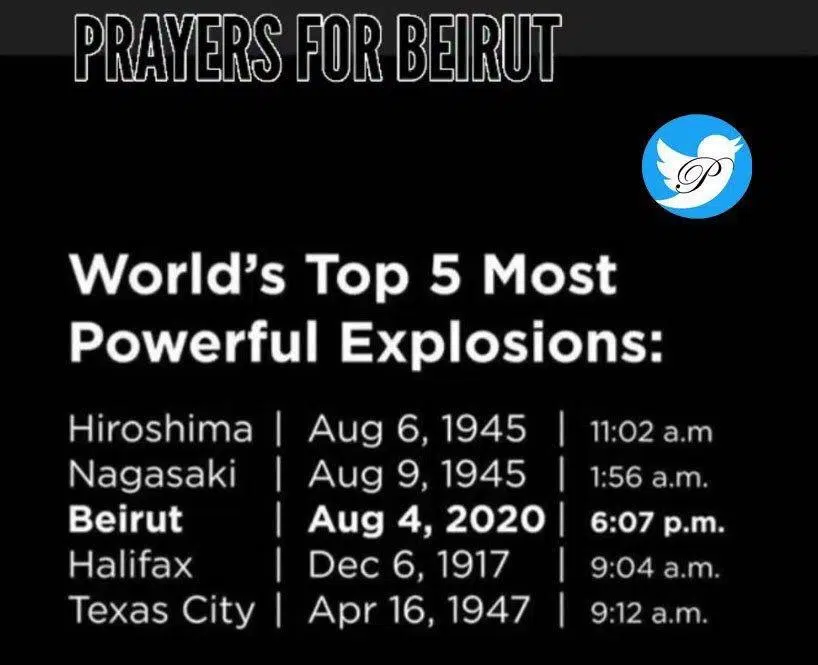 PRAYERS FOR BEIRUT
P
World's Top 5 Most
Powerful Explosions:
Hiroshima | Aug 6, 1945 | 11:02 a.m
Nagasaki | Aug 9, 1945 | 1:56 a.m.
Beirut | Aug 4, 2020 | 6:07 p.m.
Halifax | Dec 6, 1917 | 9:04 a.m.
Texas City | Apr 16, 1947 | 9:12 a.m.